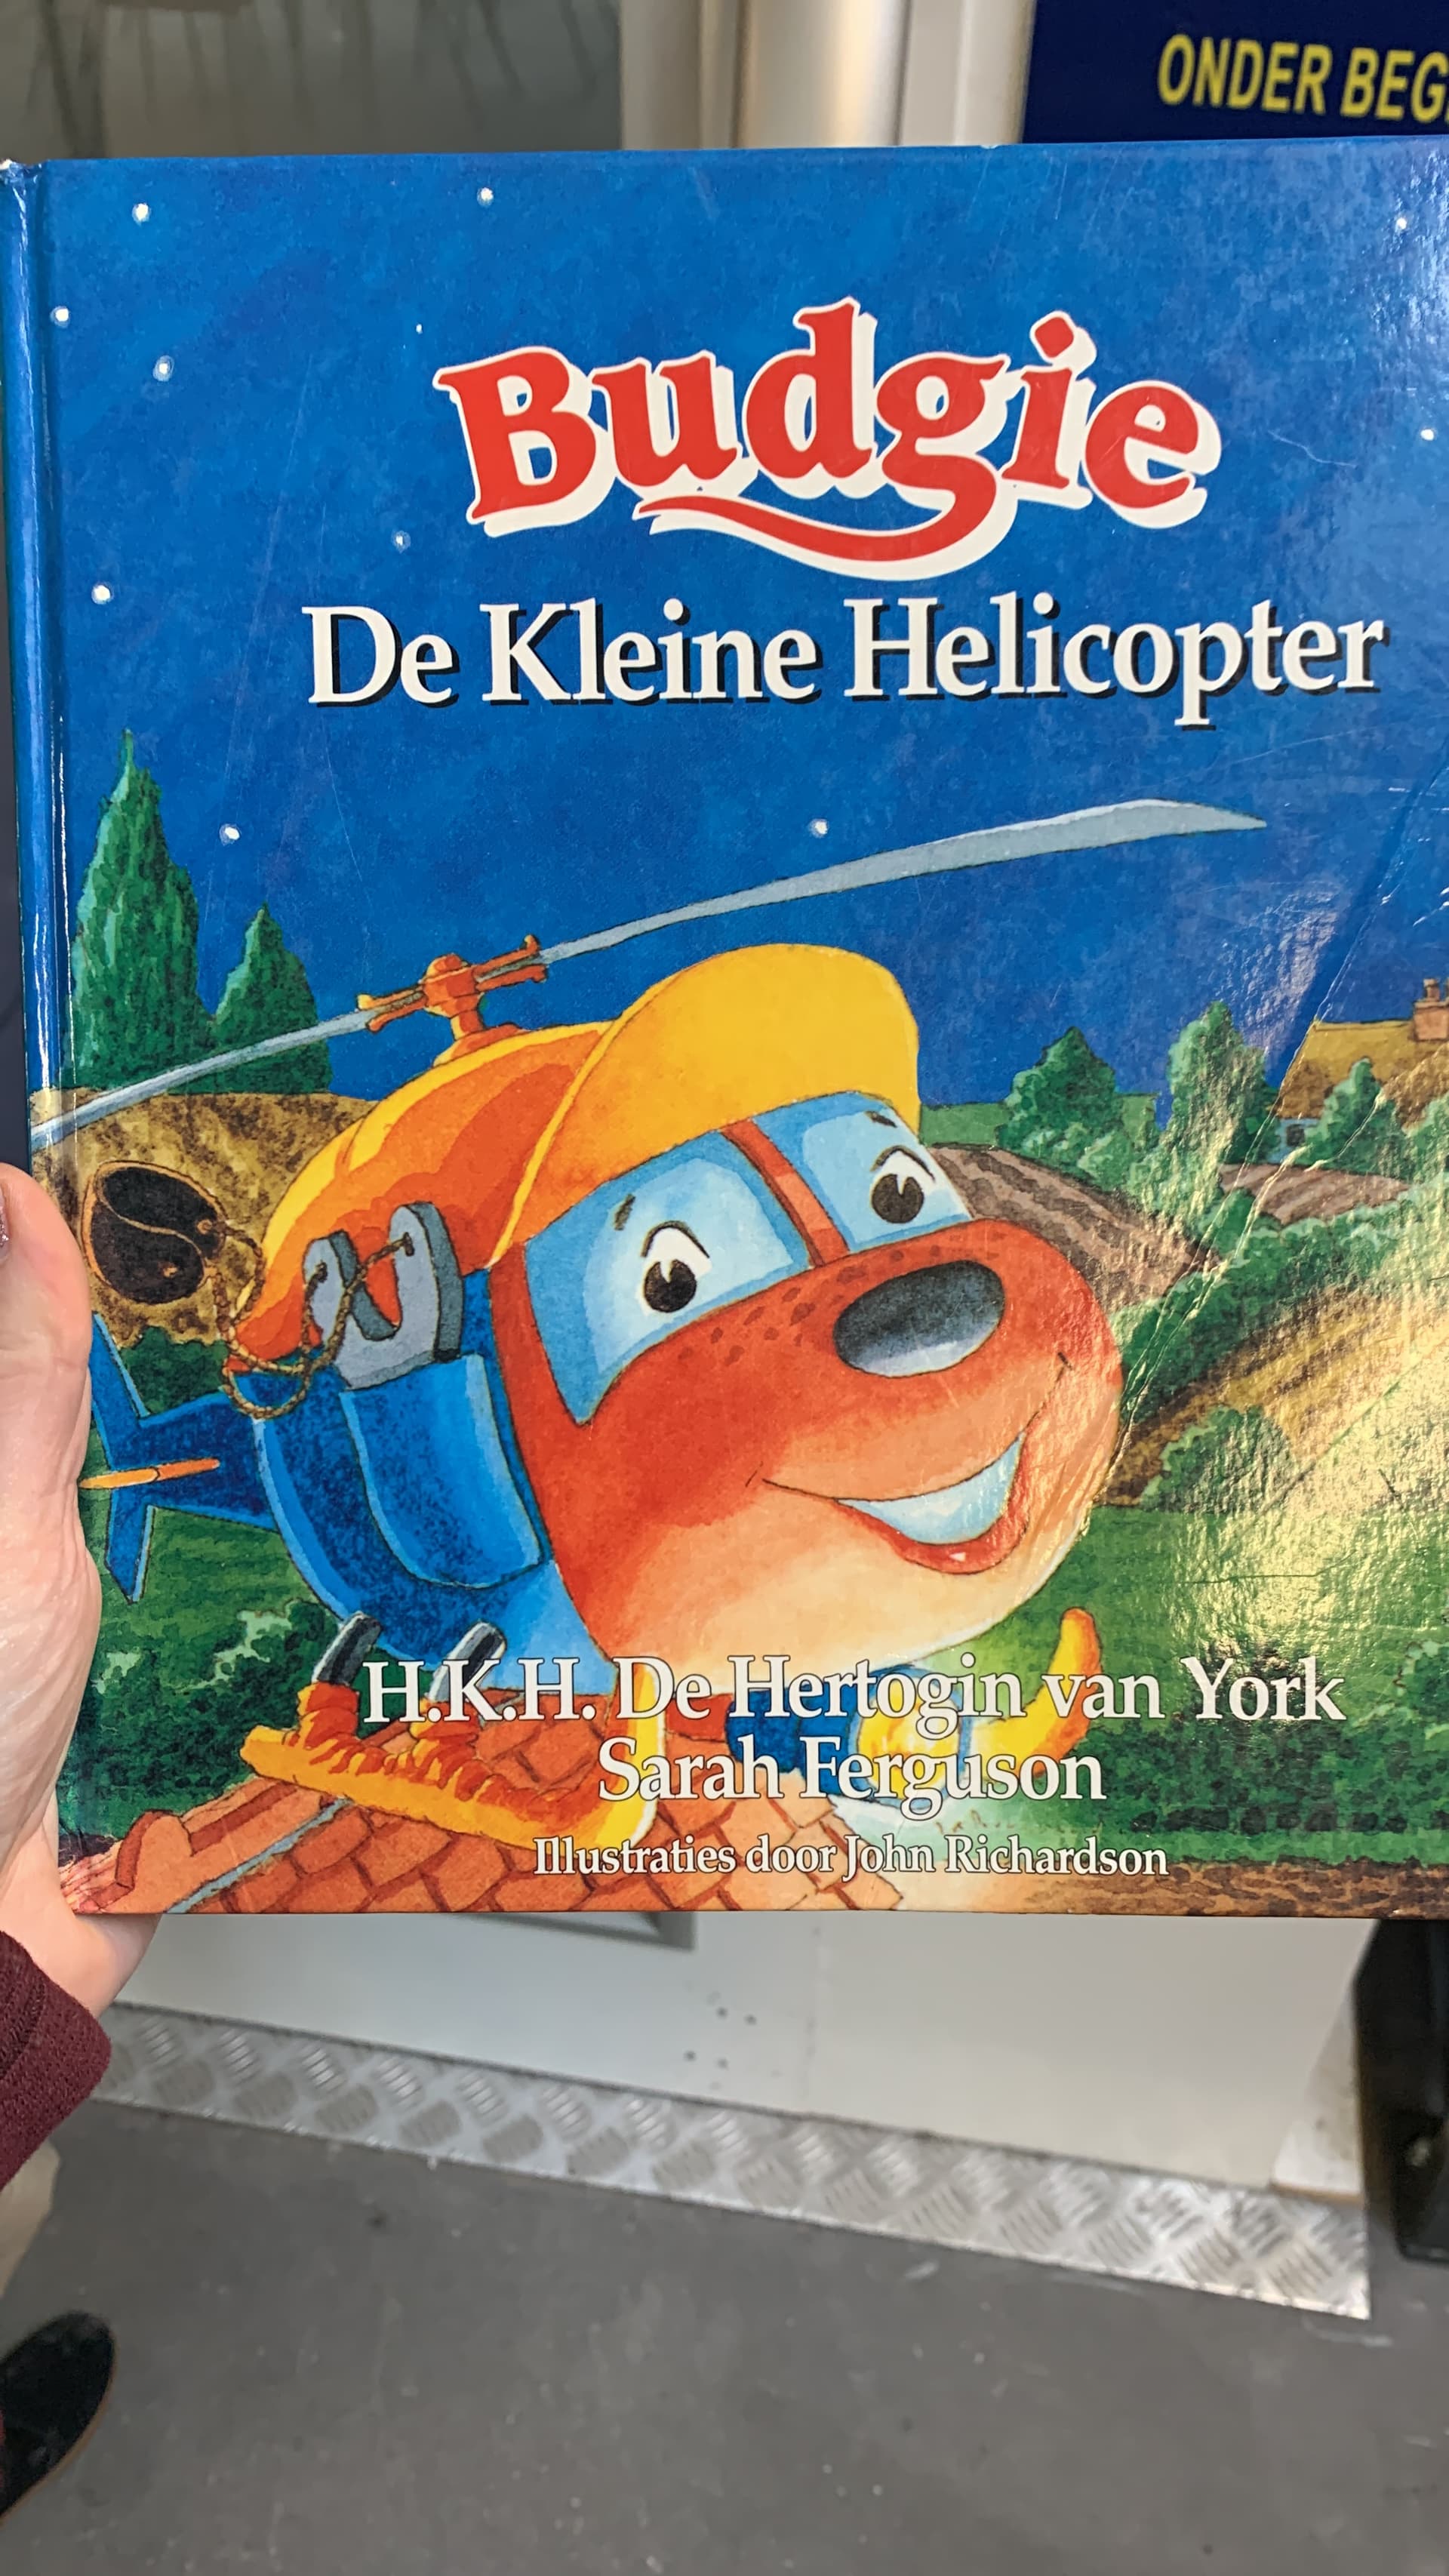 ONDER BEG
Budgie
De Kleine Helicopter
H.K.H. De Hertogin van York
Sarah Ferguson
Illustraties door John Richardson